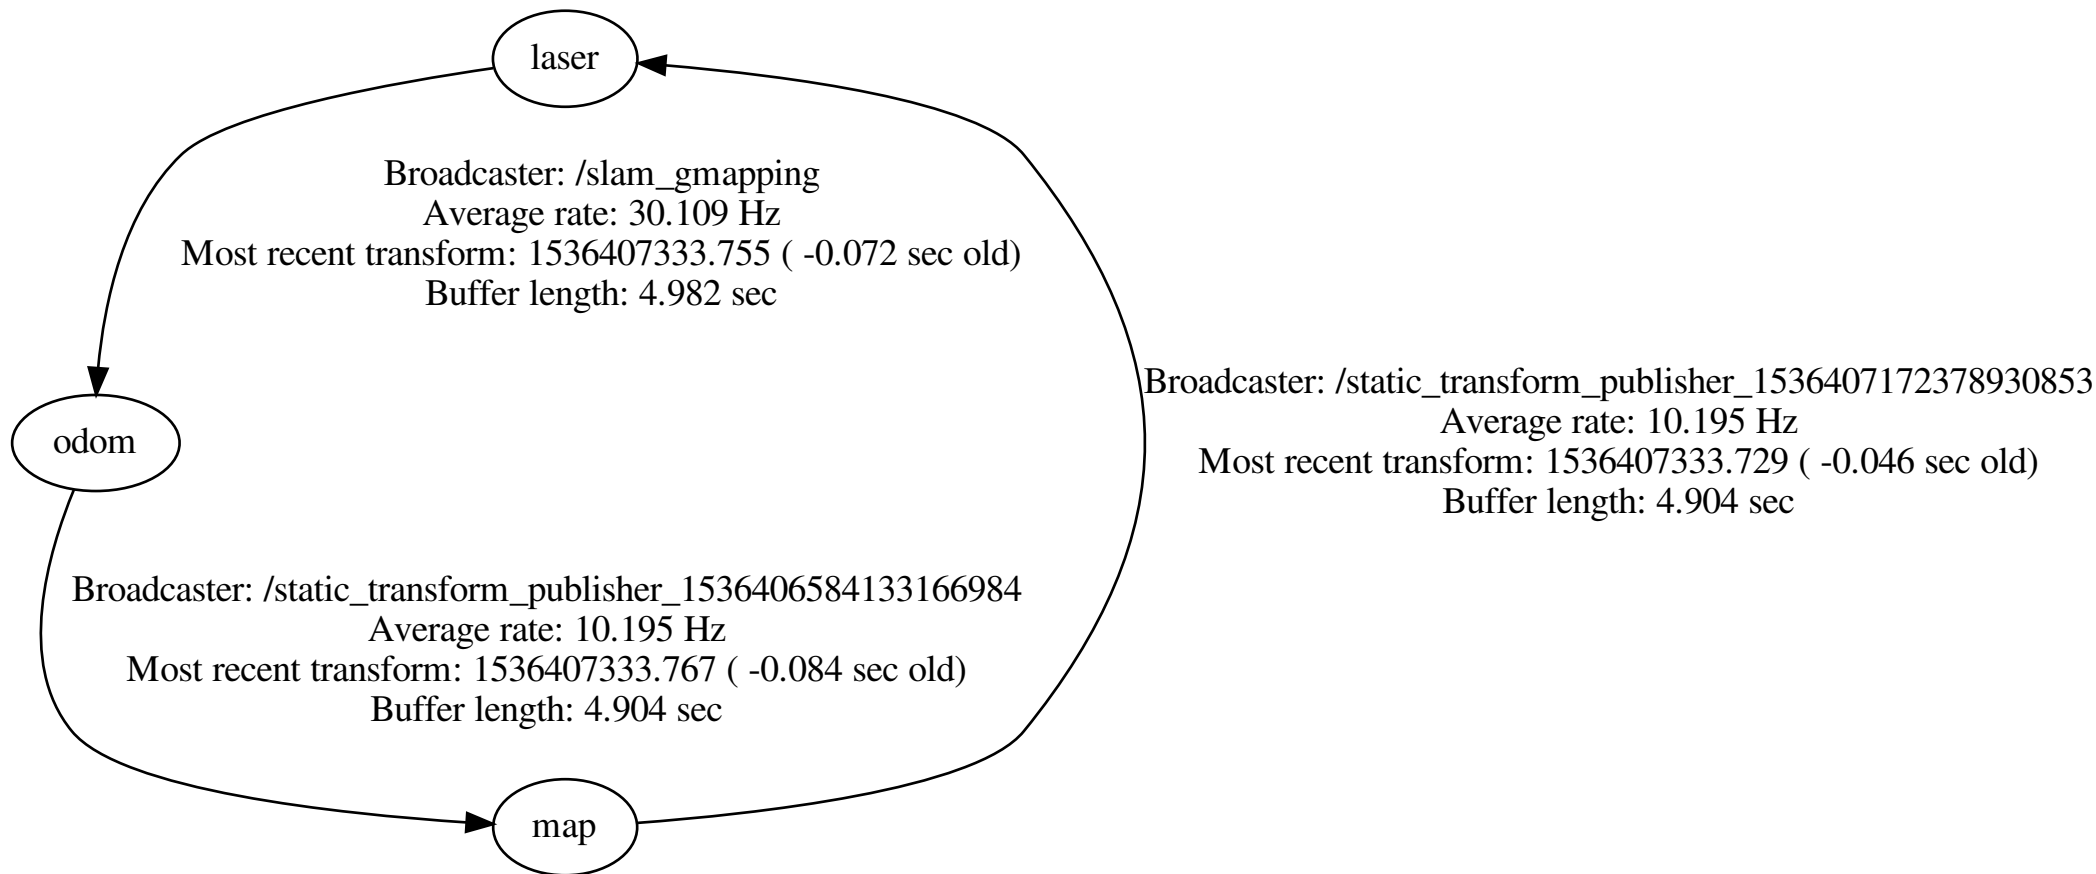 laser
Broadcaster: /slam_gmapping
Average rate: 30.109 Hz
Most recent transform: 1536407333.755 ( -0.072 sec old)
Buffer length: 4.982 sec
Broadcaster: /static_transform_publisher_1536407172378930853
Average rate: 10.195 Hz
Most recent transform: 1536407333.729 ( -0.046 sec old)
Buffer length: 4.904 sec
odom
Broadcaster: /static_transform_publisher_1536406584133166984
Average rate: 10.195 Hz
Most recent transform: 1536407333.767 ( -0.084 sec old)
Buffer length: 4.904 sec
map